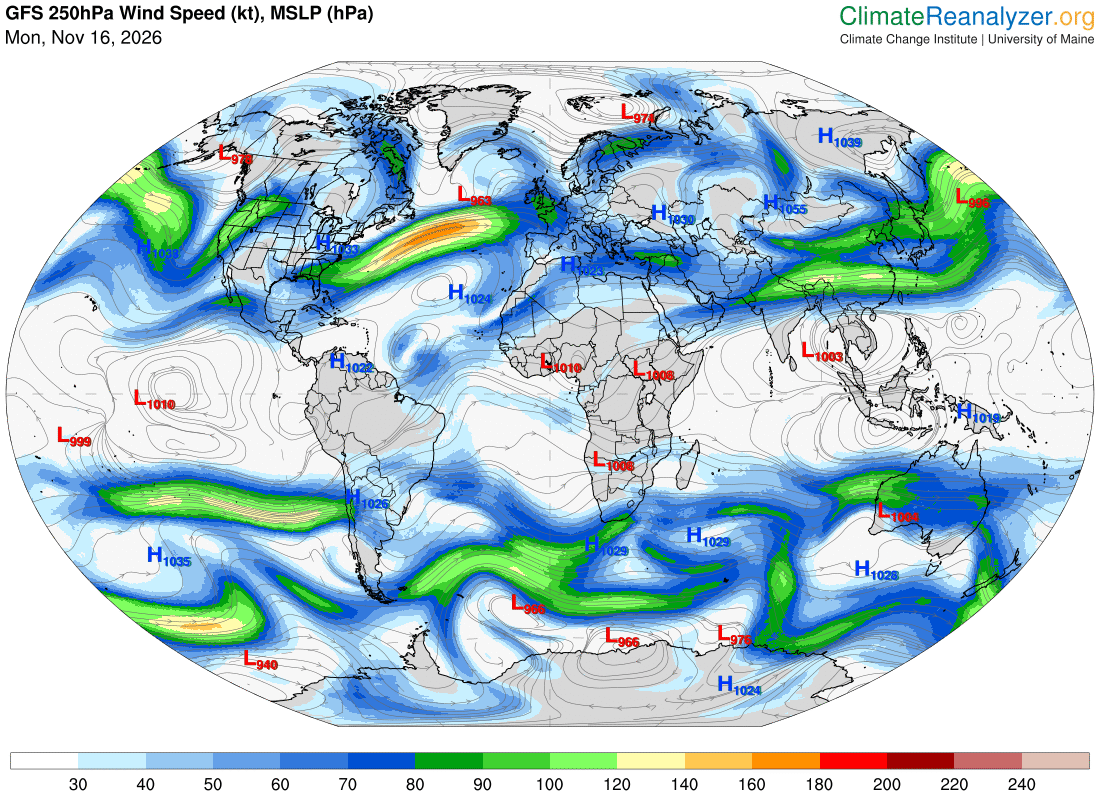 GFS 250hPa Wind Speed (kt), MSLP (hPa)
Mon, Nov 16, 2026
ClimateReanalyzer.org
Climate Change Institute | University of Maine
L974
H1039
L978
L963
L996
H1030
H1055
H1033
H1023
H1024
L1003
H1022
L1010
L1008
L1010
H1019
L999
L1008
H1026
L1004
H1029
H1029
H1035
H1028
L966
L940
H1024
30 40 50 60 70 80 90 100 120 140 160 180 200 220 240